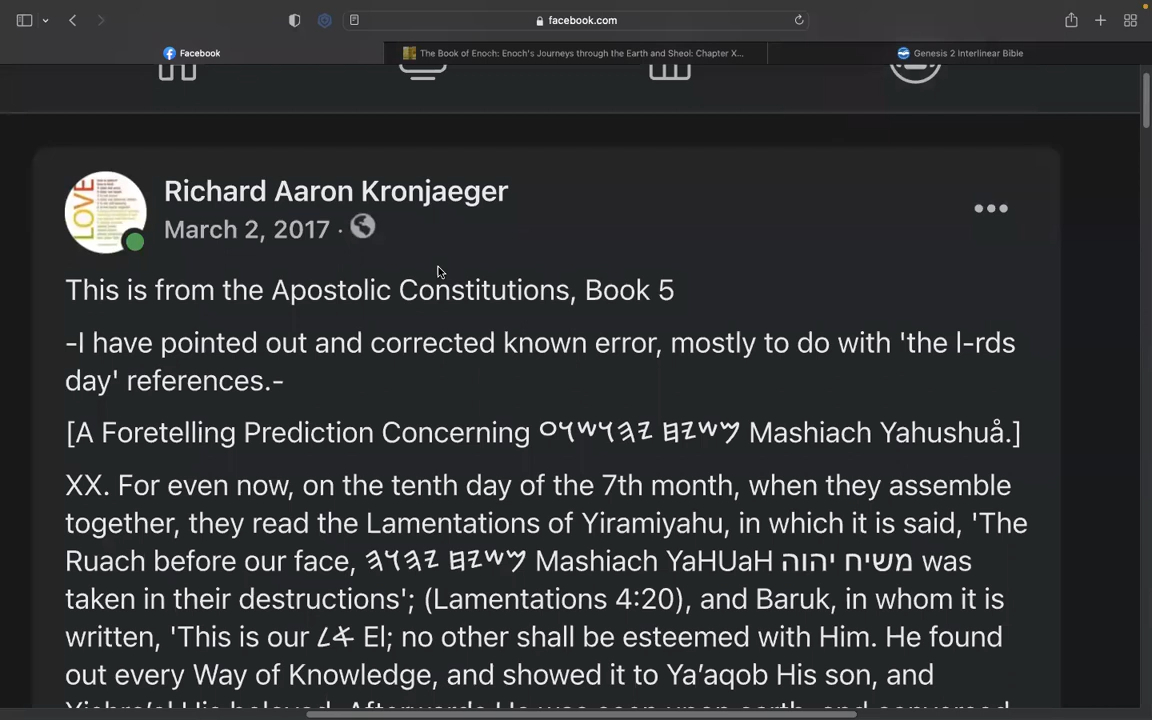 facebook.com
Facebook
The Book of Enoch: Enoch's Journeys through the Earth and Sheol: Chapter X...
Genesis 2 Interlinear Bible
LOVE
Richard Aaron Kronjaeger
March 2, 2017 ·
This is from the Apostolic Constitutions, Book 5
-I have pointed out and corrected known error, mostly to do with 'the l-rds
day' references.-
[A Foretelling Prediction Concerning 𐤉𐤄𐤅𐤔𐤅𐤏 𐤌𐤔𐤉𐤇 Mashiach Yahushuå.]
XX. For even now, on the tenth day of the 7th month, when they assemble
together, they read the Lamentations of Yiramiyahu, in which it is said, 'The
Ruach before our face, 𐤌𐤔𐤉𐤇 𐤉𐤄𐤅𐤄 Mashiach YaHUaH משיח יהוה was
taken in their destructions'; (Lamentations 4:20), and Baruk, in whom it is
written, 'This is our 𐤀𐤋 El; no other shall be esteemed with Him. He found
out every Way of Knowledge, and showed it to Ya'aqob His son, and